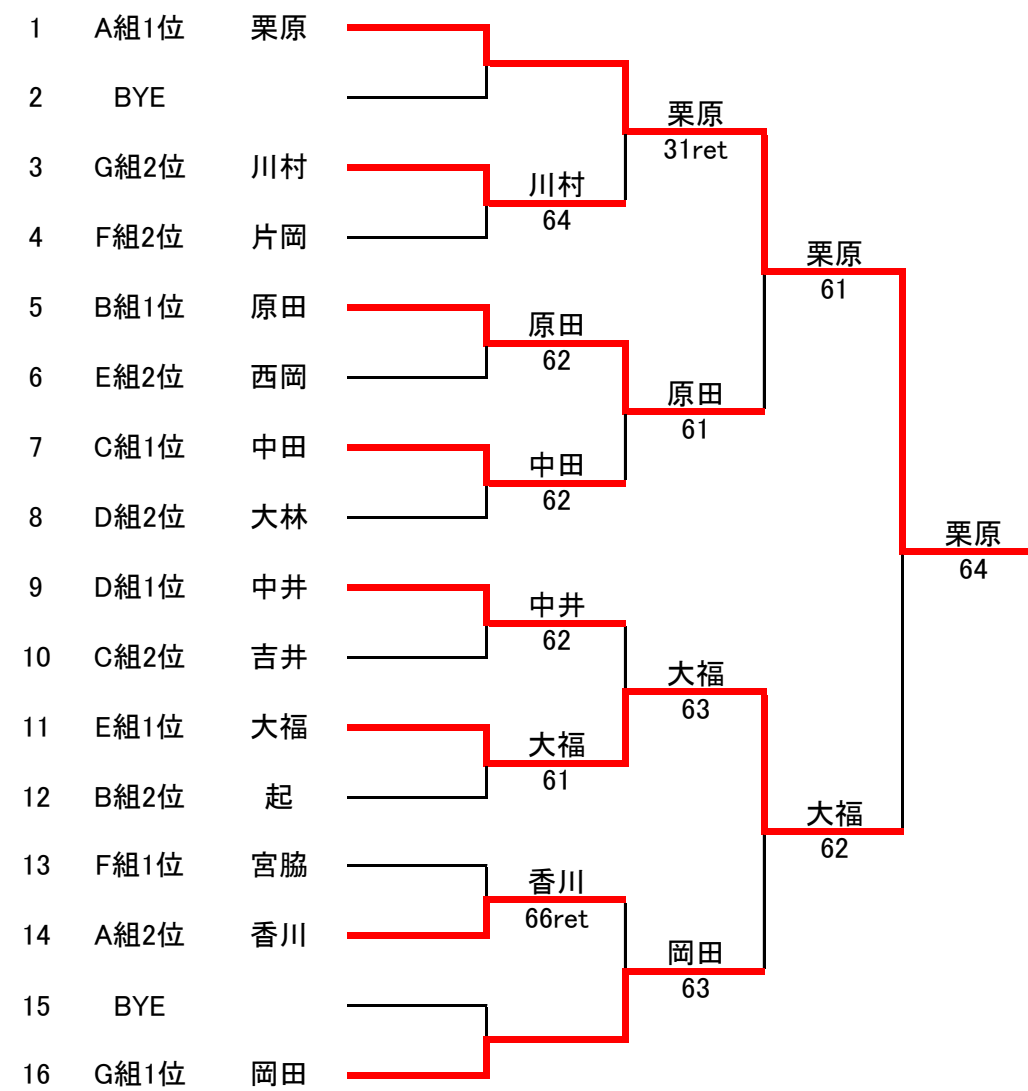 1 A組1位 栗原
2 BYE
栗原
31ret
3 G組2位 川村
川村
64
4 F組2位 片岡
栗原
61
5 B組1位 原田
原田
62
6 E組2位 西岡
原田
61
7 C組1位 中田
中田
62
8 D組2位 大林
栗原
64
9 D組1位 中井
中井
62
10 C組2位 吉井
大福
63
11 E組1位 大福
大福
61
12 B組2位 起
大福
62
13 F組1位 宮脇
香川
66ret
14 A組2位 香川
岡田
63
15 BYE
16 G組1位 岡田